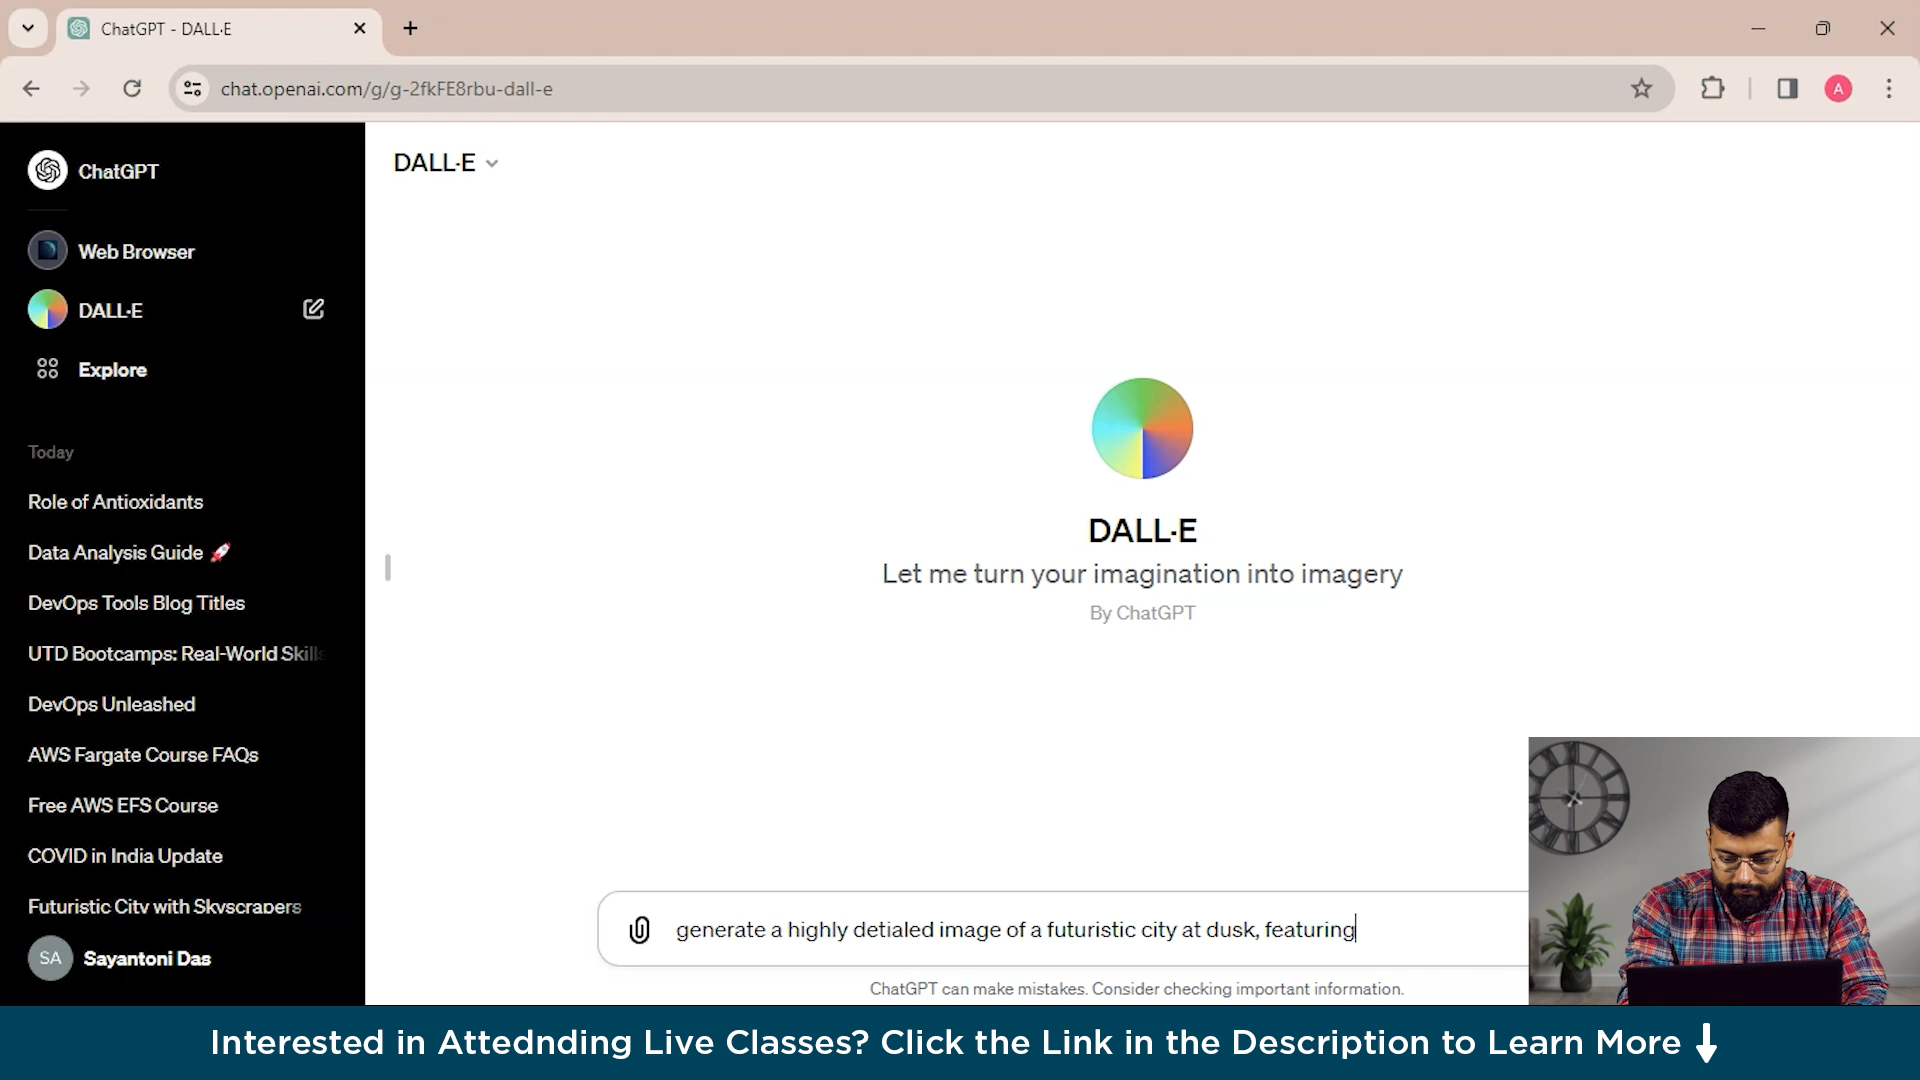 ChatGPT - DALL·E
chat.openai.com/g/g-2fkFE8rbu-dall-e
A
ChatGPT
Web Browser
DALL·E
Explore
Today
Role of Antioxidants
Data Analysis Guide 🚀
DevOps Tools Blog Titles
UTD Bootcamps: Real-World Skills
DevOps Unleashed
AWS Fargate Course FAQs
Free AWS EFS Course
COVID in India Update
Futuristic City with Skyscrapers
SA Sayantoni Das
DALL·E
DALL·E
Let me turn your imagination into imagery
By ChatGPT
generate a highly detialed image of a futuristic city at dusk, featuring
ChatGPT can make mistakes. Consider checking important information.
Interested in Attednding Live Classes? Click the Link in the Description to Learn More